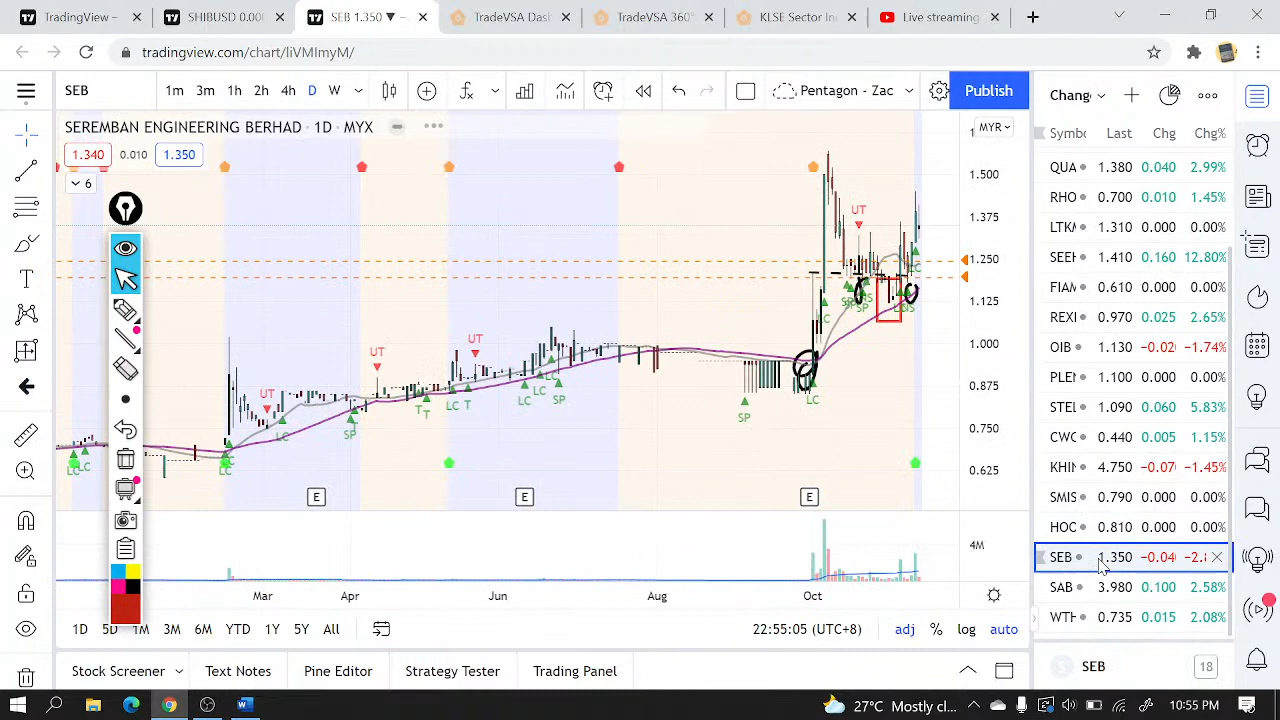 SHIBUSD 0.000
SEB 1.350 ▼
TradeVSA Das
TradeVSA 360°
KLSE Sector In
Live streaming
tradingview.com/chart/liVMImyM/
SEB
1m 3m 1h 2h 4h D W
Pentagon - Zac
Publish
Change
SEREMBAN ENGINEERING BERHAD · 1D · MYX
MYR
1.340 0.010 1.350
6
Symbo Last Chg Chg%
QUA 1.380 0.040 2.99%
RHO 0.700 0.010 1.45%
LTKM 1.310 0.000 0.00%
SEEH 1.410 0.160 12.80%
FIAM 0.610 0.000 0.00%
REXI 0.970 0.025 2.65%
OIB 1.130 -0.02 -1.74%
PLEN 1.100 0.000 0.00%
STEL 1.090 0.060 5.83%
CWC 0.440 0.005 1.15%
KHIN 4.750 -0.07 -1.45%
SMIS 0.790 0.000 0.00%
HOC 0.810 0.000 0.00%
SEB 1.350 -0.04 -2.8
SAB 3.980 0.100 2.58%
WTH 0.735 0.015 2.08%
1.500
1.375
1.250
1.125
1.000
0.875
0.750
0.625
4M
UT
UT
UT
UT
LC
LC
LC
LC
SP
T
T
LC
T
LC
LC
LC
SP
SP
LC
LC
SP
LC
E
E
E
Mar Apr Jun Aug Oct
1D 5D 1M 3M 6M YTD 1Y 5Y All
22:55:05 (UTC+8) adj % log auto
Stock Screener Text Notes Pine Editor Strategy Tester Trading Panel
SEB 18
27°C Mostly cl...
10:55 PM